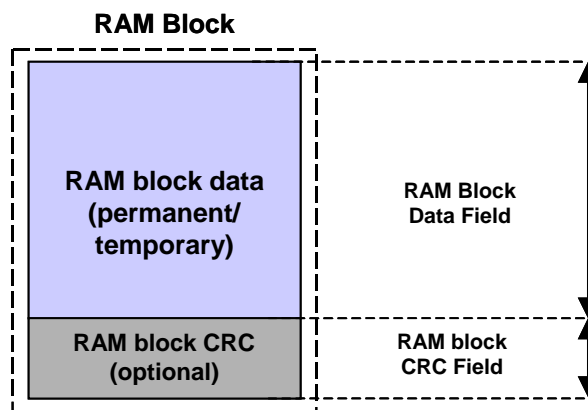 RAM Block
RAM block data
(permanent/
temporary)
RAM Block
Data Field
RAM block CRC
(optional)
RAM block
CRC Field